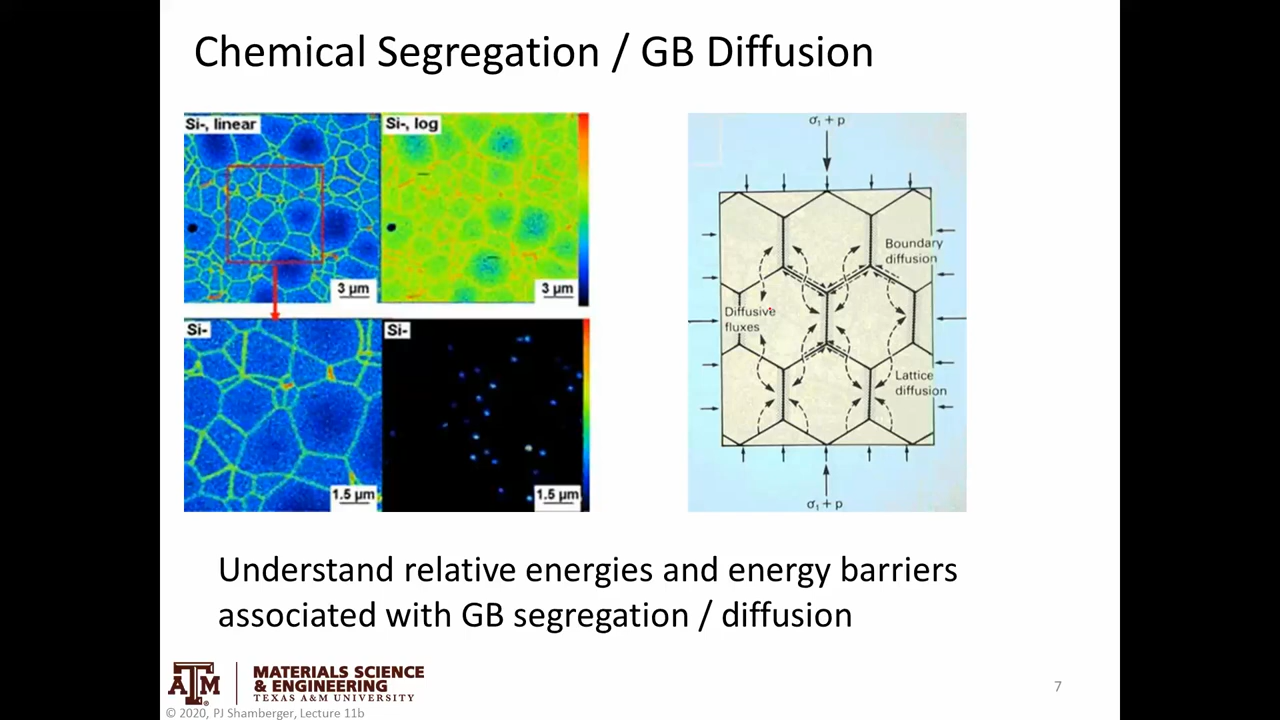 Chemical Segregation / GB Diffusion
Si-, linear
Si-, log
3 µm
3 µm
Si-
Si-
1.5 µm
1.5 µm
σ₁ + p
Boundary
diffusion
Diffusive
fluxes
Lattice
diffusion
σ₁ + p
Understand relative energies and energy barriers
associated with GB segregation / diffusion
ATM
MATERIALS SCIENCE
& ENGINEERING
TEXAS A&M UNIVERSITY
7
© 2020, PJ Shamberger, Lecture 11b